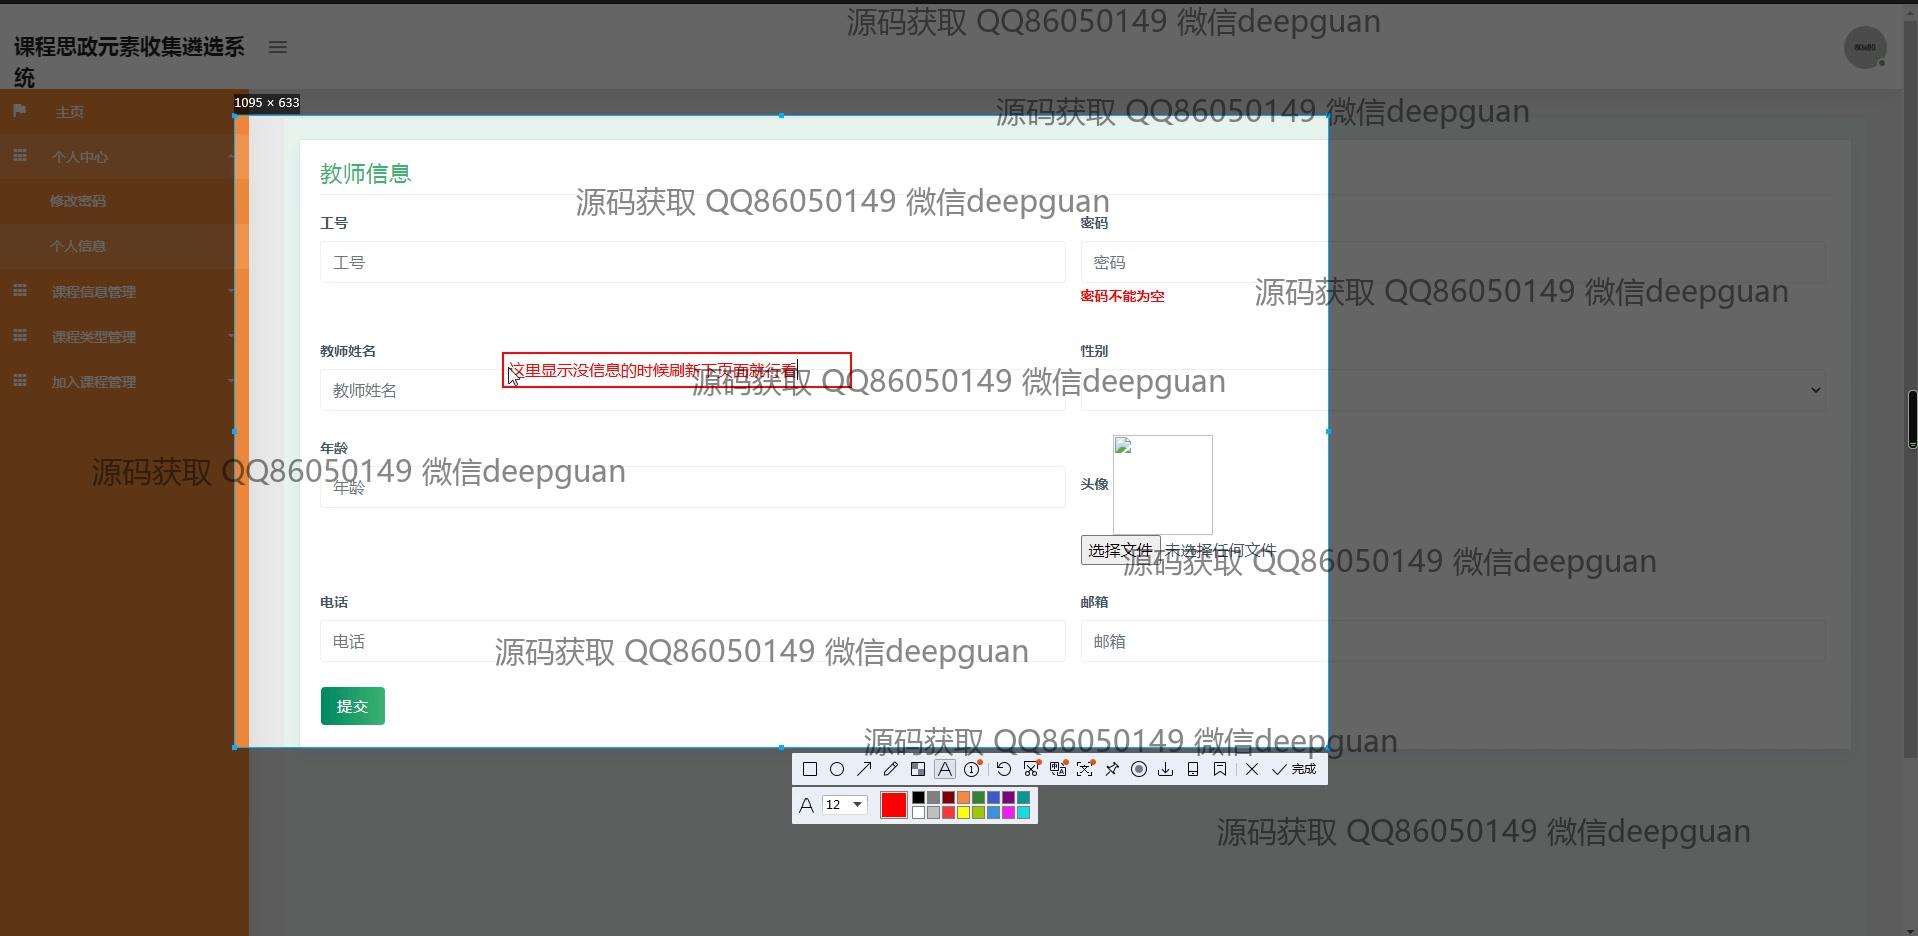 源码获取 QQ86050149 微信deepguan
课程思政元素收集遴选系
统
80x80
主页
1095 × 633
源码获取 QQ86050149 微信deepguan
个人中心
教师信息
修改密码
源码获取 QQ86050149 微信deepguan
工号
密码
个人信息
工号
密码
课程信息管理
密码不能为空
源码获取 QQ86050149 微信deepguan
课程类型管理
教师姓名
性别
这里显示没信息的时候刷新下页面就行看
加入课程管理
教师姓名
源码获取 QQ86050149 微信deepguan
年龄
源码获取 QQ86050149 微信deepguan
年龄
头像
选择文件 未选择任何文件
源码获取 QQ86050149 微信deepguan
电话
邮箱
电话
邮箱
源码获取 QQ86050149 微信deepguan
提交
源码获取 QQ86050149 微信deepguan
完成
12
源码获取 QQ86050149 微信deepguan